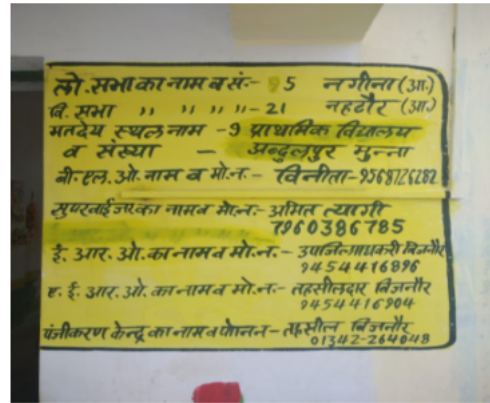 लो. सभा का नाम व सं:- 5 नगीना (आ.)
वि. सभा " " " "- 21 नहटौर (आ.)
मतदेय स्थल नाम - 9 प्राथमिक विद्यालय
व संख्या - अब्दुलपुर मुन्ना
बी. एल. ओ. नाम व मो.न.- विनीता- 9568726282
सुपरवाईजर का नाम व मो.न:- अमित त्यागी
7960386785
ई. आर. ओ. का नाम व मो.न.- उपजिलाधिकारी बिजनौर
9454416896
ए. ई. आर. ओ. का नाम व मो.न.- तहसीलदार बिजनौर
9454416904
पंजीकरण केन्द्र का नाम व फोनन- तहसील बिजनौर
01342-264048